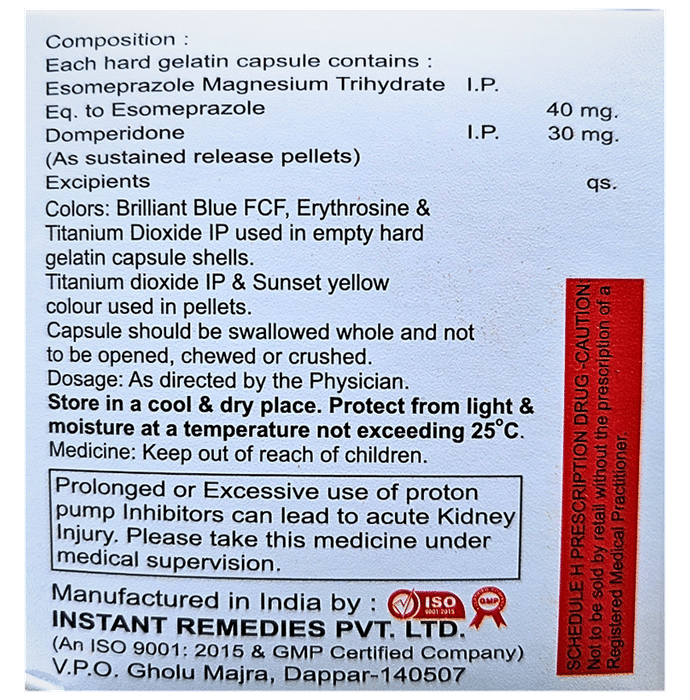 Composition :
Each hard gelatin capsule contains :
Esomeprazole Magnesium Trihydrate I.P.
Eq. to Esomeprazole 40 mg.
Domperidone I.P. 30 mg.
(As sustained release pellets)
Excipients qs.
Colors: Brilliant Blue FCF, Erythrosine &
Titanium Dioxide IP used in empty hard
gelatin capsule shells.
Titanium dioxide IP & Sunset yellow
colour used in pellets.
Capsule should be swallowed whole and not
to be opened, chewed or crushed.
Dosage: As directed by the Physician.
Store in a cool & dry place. Protect from light &
moisture at a temperature not exceeding 25°C.
Medicine: Keep out of reach of children.
Prolonged or Excessive use of proton
pump Inhibitors can lead to acute Kidney
Injury. Please take this medicine under
medical supervision.
Manufactured in India by :
ISO
9001:2015
GMP
INSTANT REMEDIES PVT. LTD.
(An ISO 9001: 2015 & GMP Certified Company)
V.P.O. Gholu Majra, Dappar-140507
SCHEDULE H PRESCRIPTION DRUG -CAUTION:
Not to be sold by retail without the prescription of a
Registered Medical Practitioner.